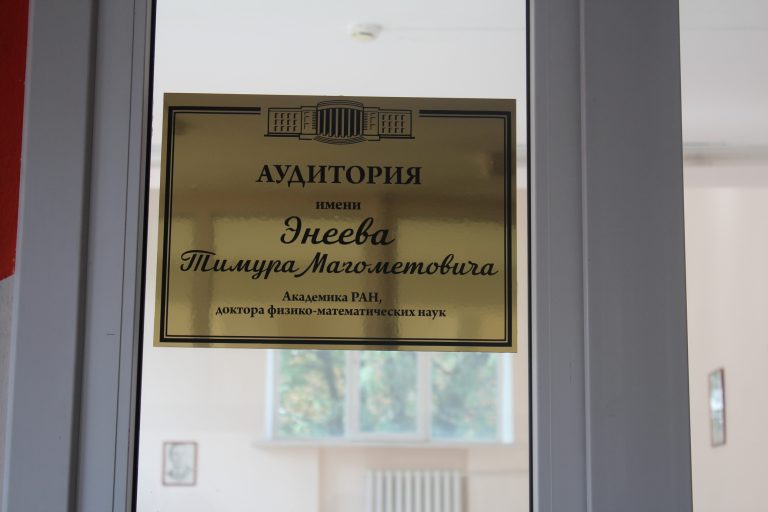 АУДИТОРИЯ
имени
Энеева
Тимура Магометовича
Академика РАН,
доктора физико-математических наук